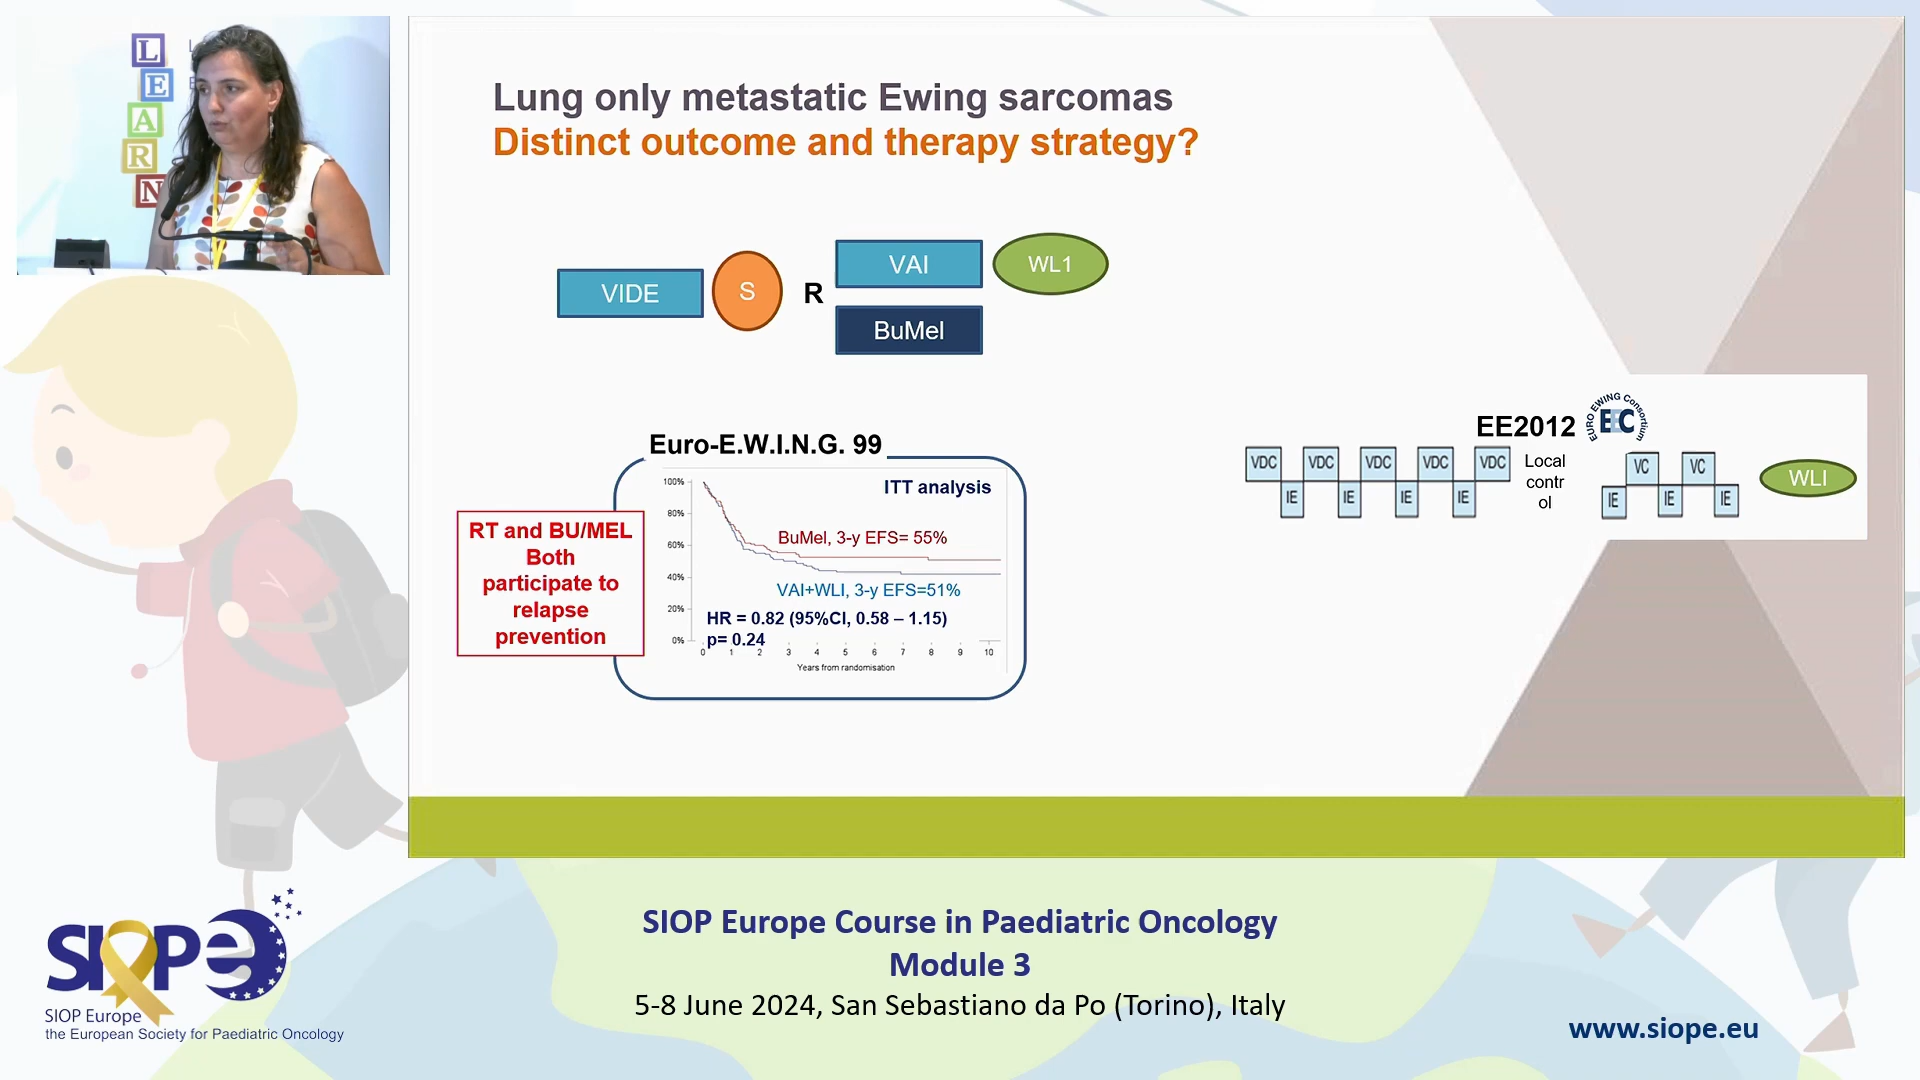 L
E
A
R
N
Lung only metastatic Ewing sarcomas
Distinct outcome and therapy strategy?
VIDE
S
R
VAI
WL1
BuMel
Euro-E.W.I.N.G. 99
ITT analysis
100%
80%
60%
40%
20%
0%
BuMel, 3-y EFS= 55%
VAI+WLI, 3-y EFS=51%
HR = 0.82 (95%CI, 0.58 – 1.15)
p= 0.24
0 1 2 3 4 5 6 7 8 9 10
Years from randomisation
RT and BU/MEL
Both
participate to
relapse
prevention
EE2012
EURO EWING Consortium
EEC
VDC VDC VDC VDC VDC
IE IE IE IE
Local
contr
ol
VC VC
IE IE IE
WLI
SIOP Europe Course in Paediatric Oncology
Module 3
5-8 June 2024, San Sebastiano da Po (Torino), Italy
SIOPe
SIOP Europe
the European Society for Paediatric Oncology
www.siope.eu